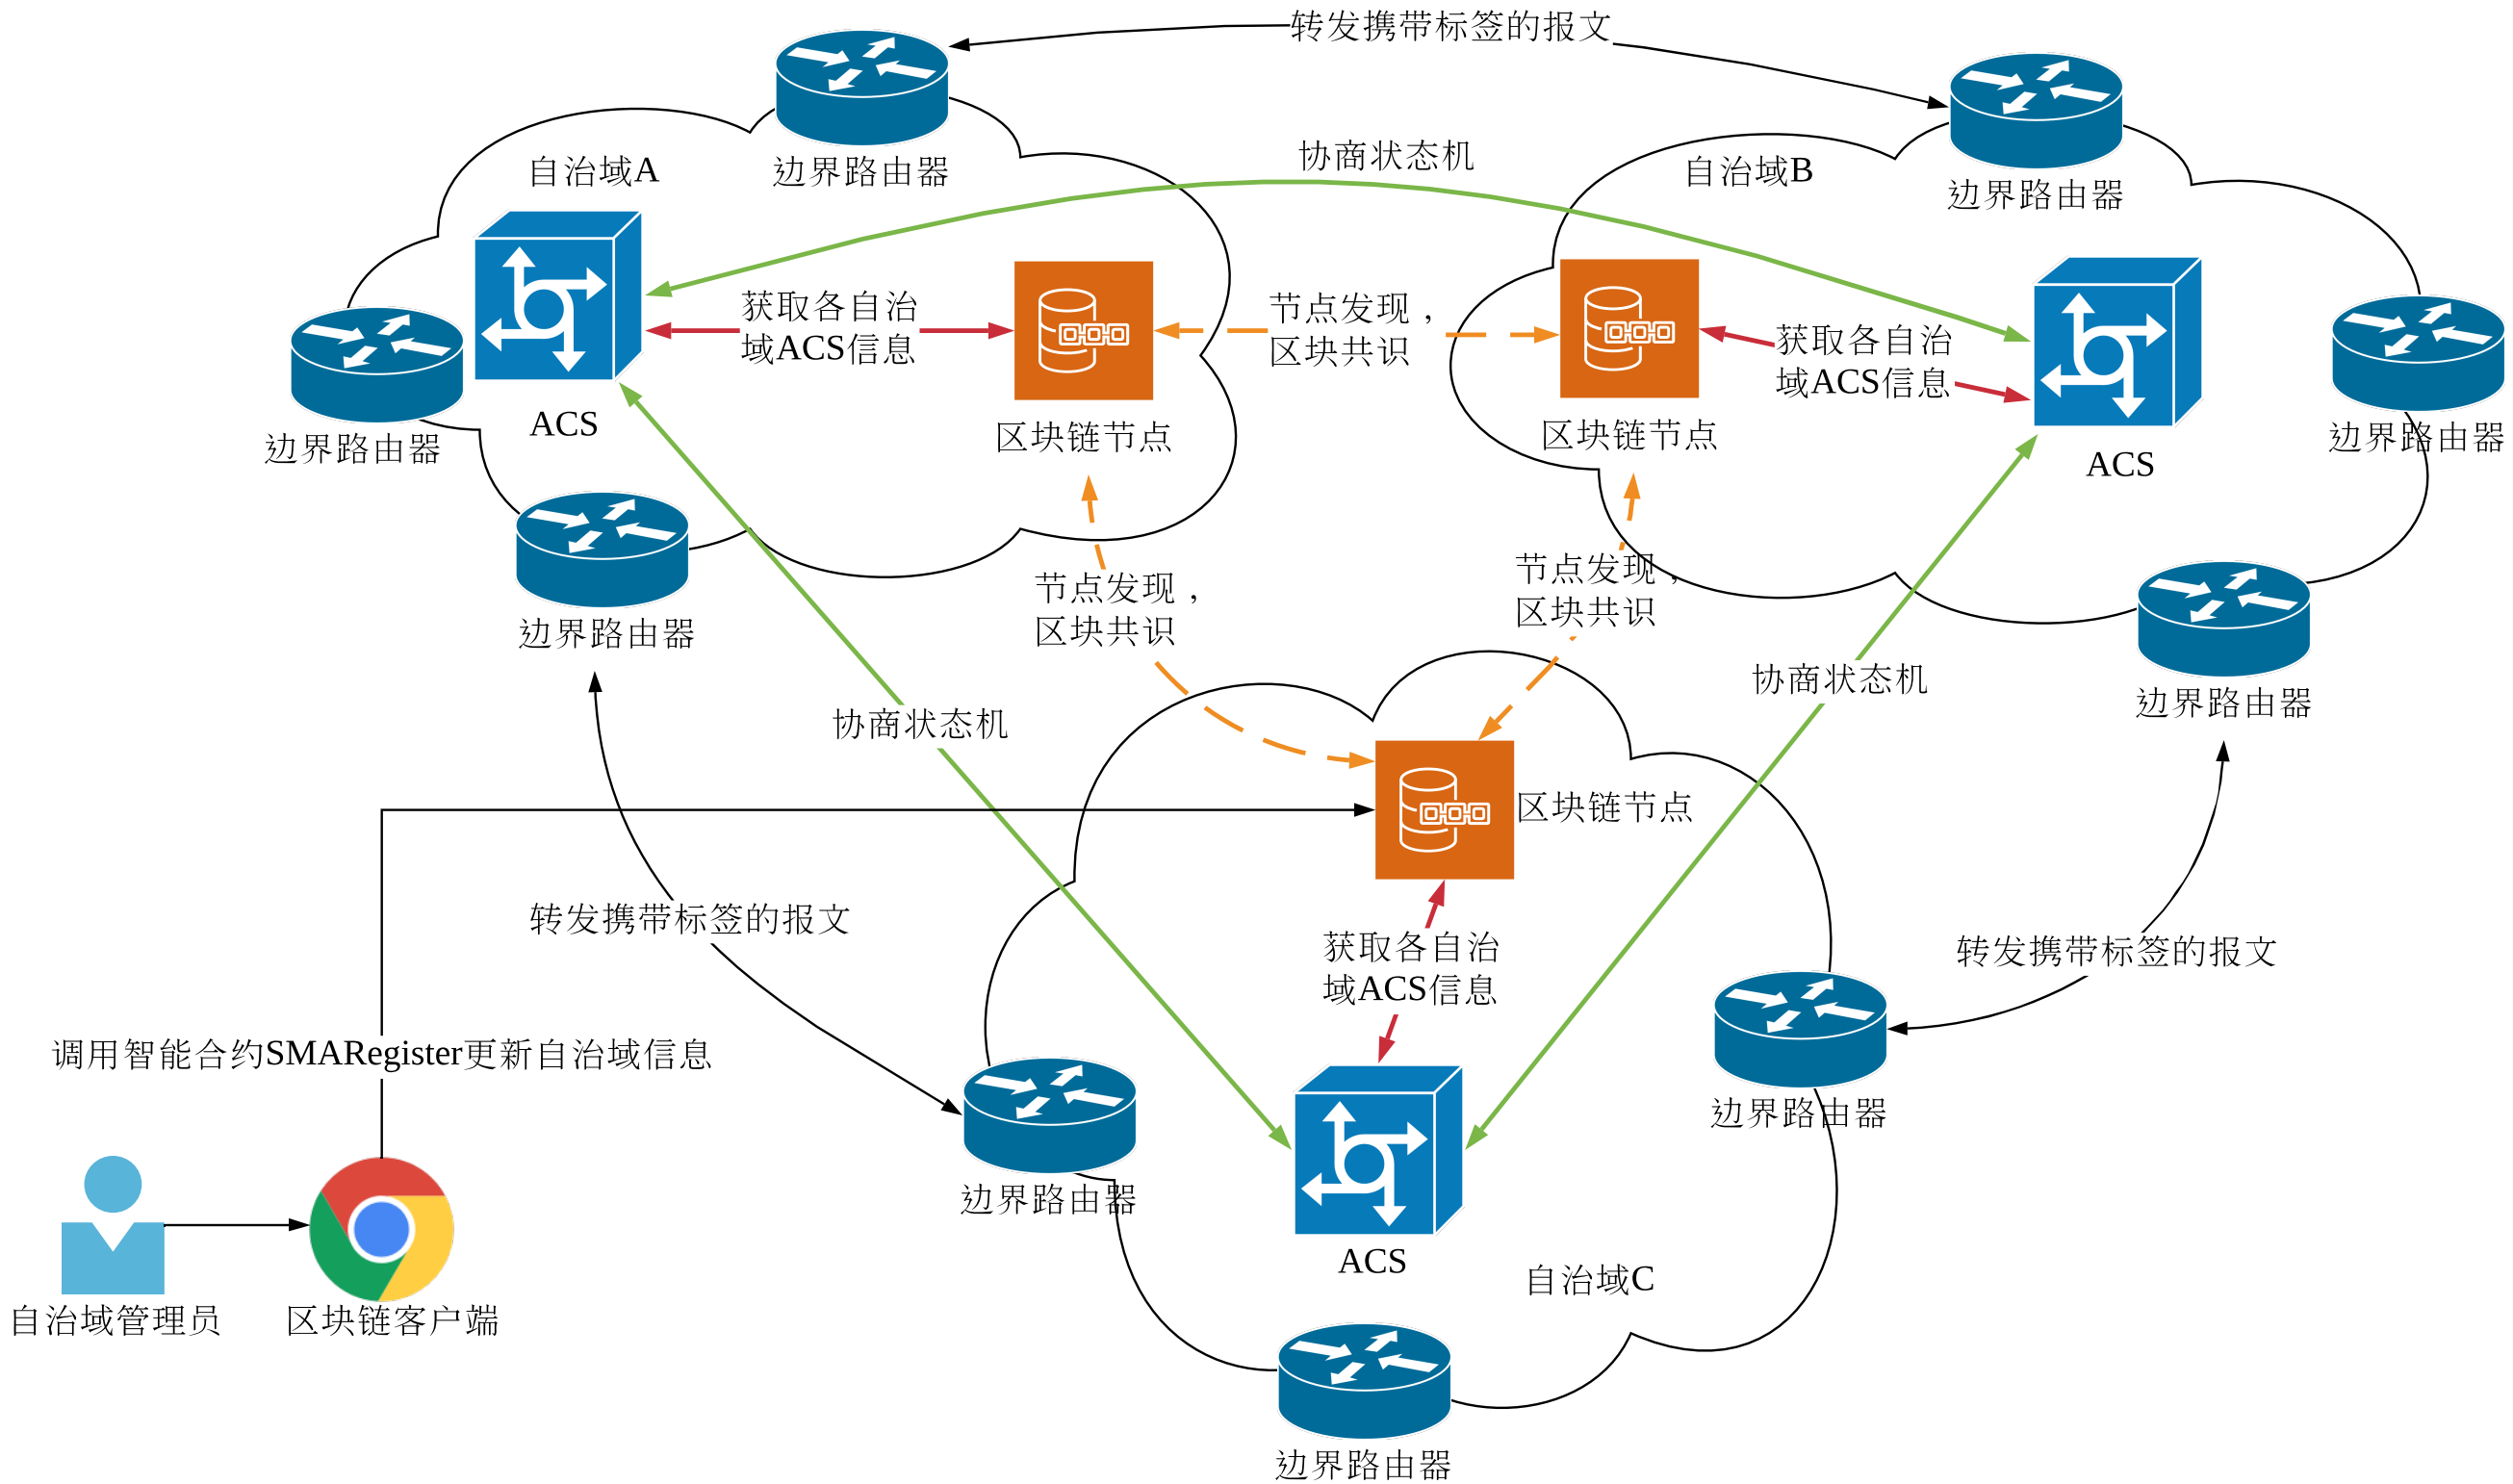 转发携带标签的报文
边界路由器
协商状态机
自治域A
自治域B
边界路由器
获取各自治
域ACS信息
节点发现，
区块共识
获取各自治
域ACS信息
ACS
边界路由器
区块链节点
区块链节点
边界路由器
ACS
节点发现，
区块共识
节点发现，
区块共识
边界路由器
协商状态机
协商状态机
边界路由器
区块链节点
转发携带标签的报文
获取各自治
域ACS信息
转发携带标签的报文
调用智能合约SMARegister更新自治域信息
边界路由器
边界路由器
ACS
自治域C
自治域管理员
区块链客户端
边界路由器